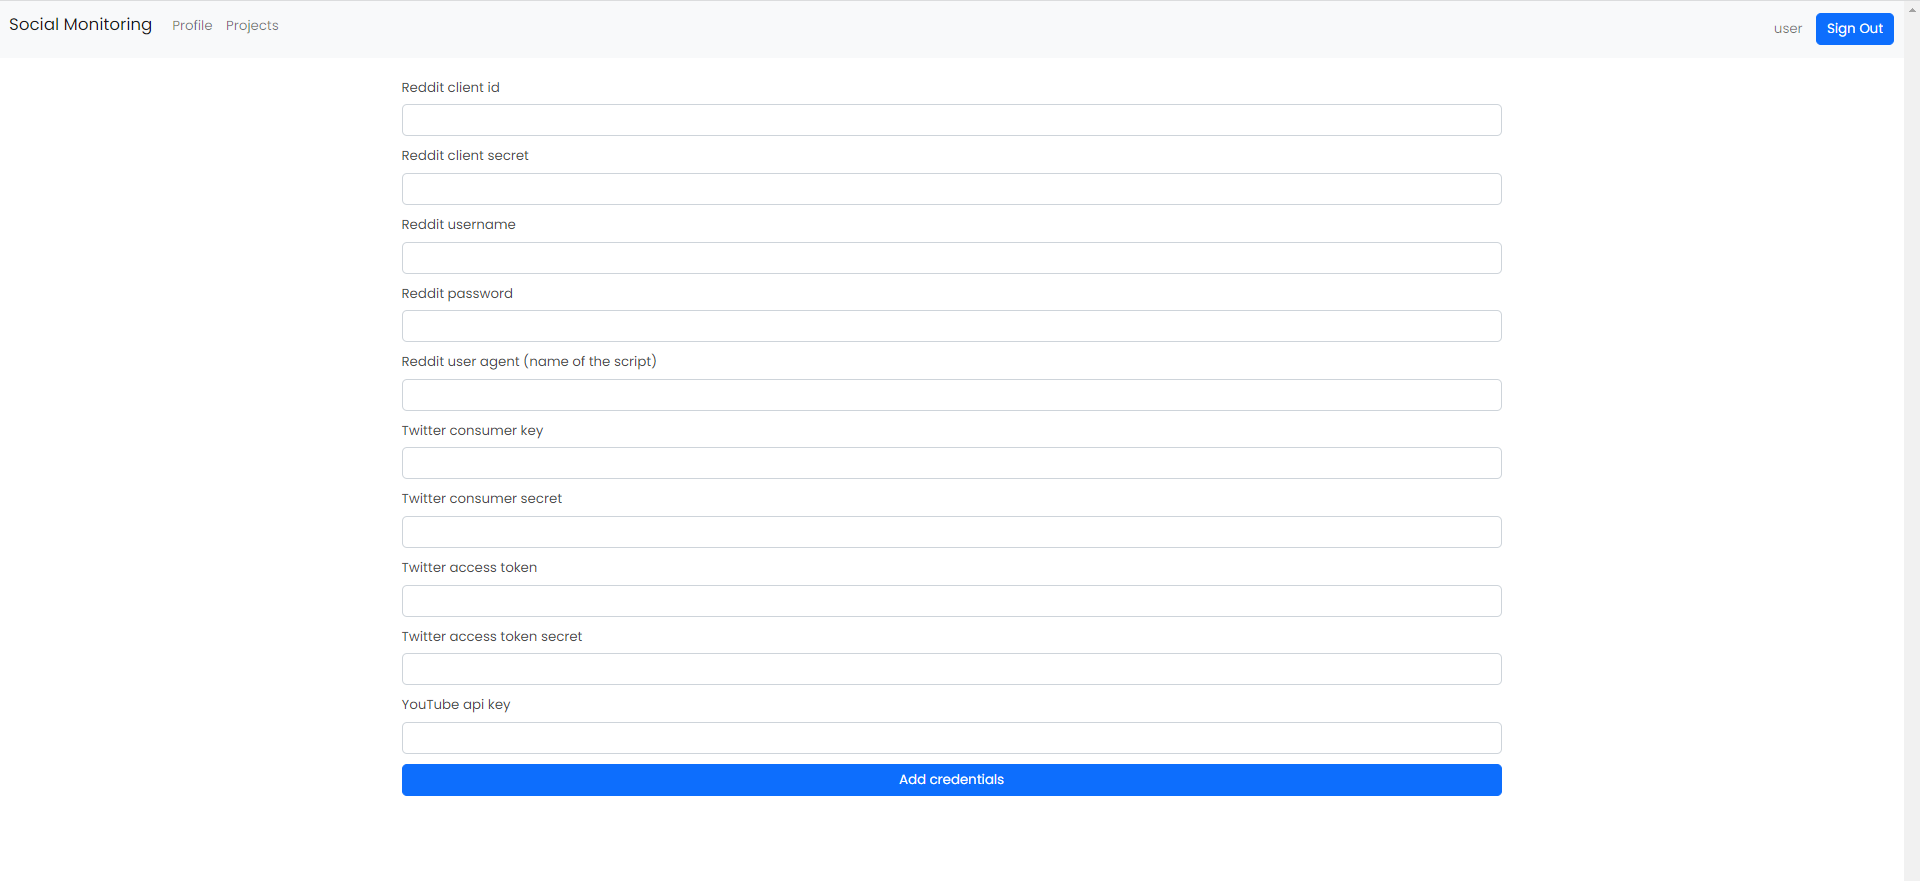 Social Monitoring Profile Projects user Sign Out
Reddit client id
Reddit client secret
Reddit username
Reddit password
Reddit user agent (name of the script)
Twitter consumer key
Twitter consumer secret
Twitter access token
Twitter access token secret
YouTube api key
Add credentials